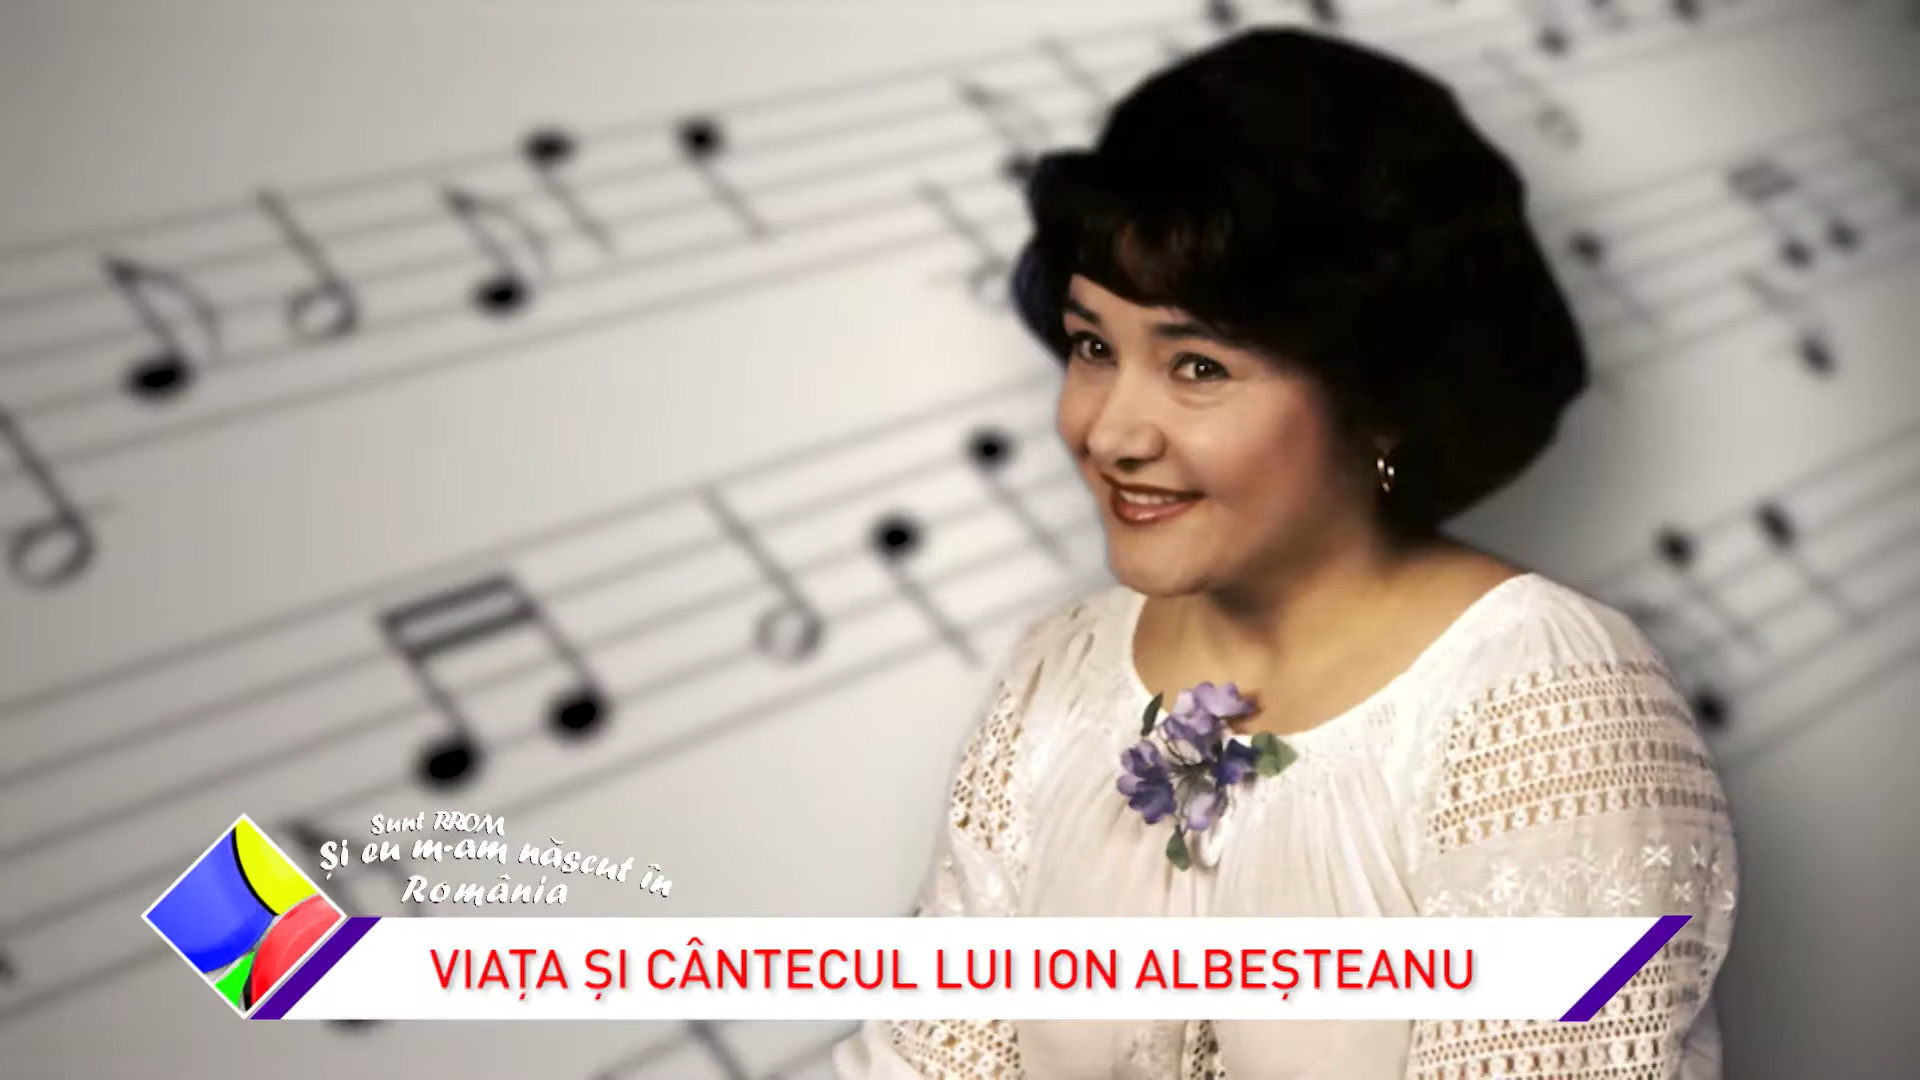 Sunt RROM
Și eu m-am născut în
România
VIAȚA ȘI CÂNTECUL LUI ION ALBEȘTEANU